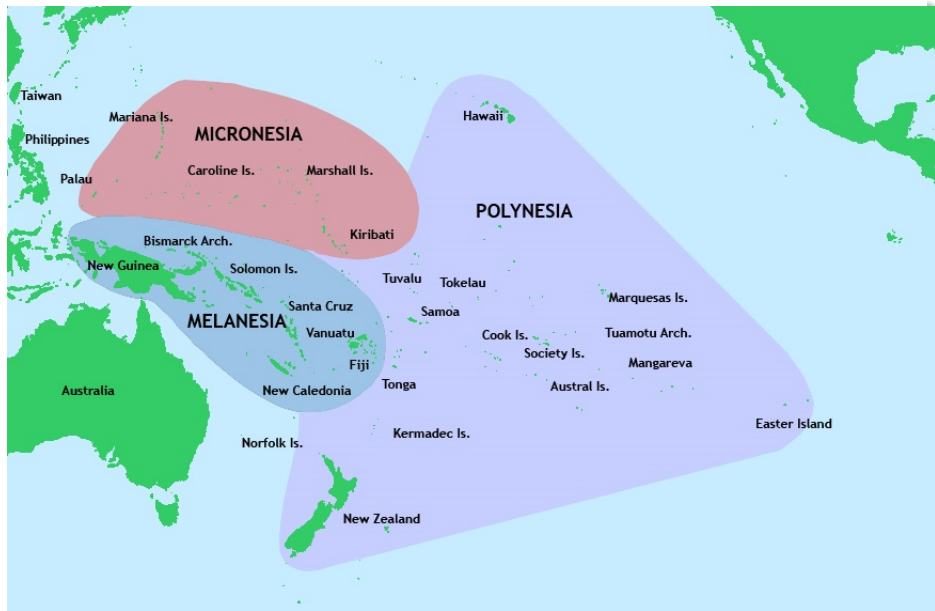 Taiwan
Mariana Is.
Hawaii
Philippines
MICRONESIA
Caroline Is.
Marshall Is.
Palau
POLYNESIA
Kiribati
Bismarck Arch.
New Guinea
Solomon Is.
Tuvalu
Tokelau
Marquesas Is.
Santa Cruz
Samoa
MELANESIA
Vanuatu
Cook Is.
Tuamotu Arch.
Society Is.
Fiji
Mangareva
Tonga
Austral Is.
Australia
New Caledonia
Easter Island
Kermadec Is.
Norfolk Is.
New Zealand